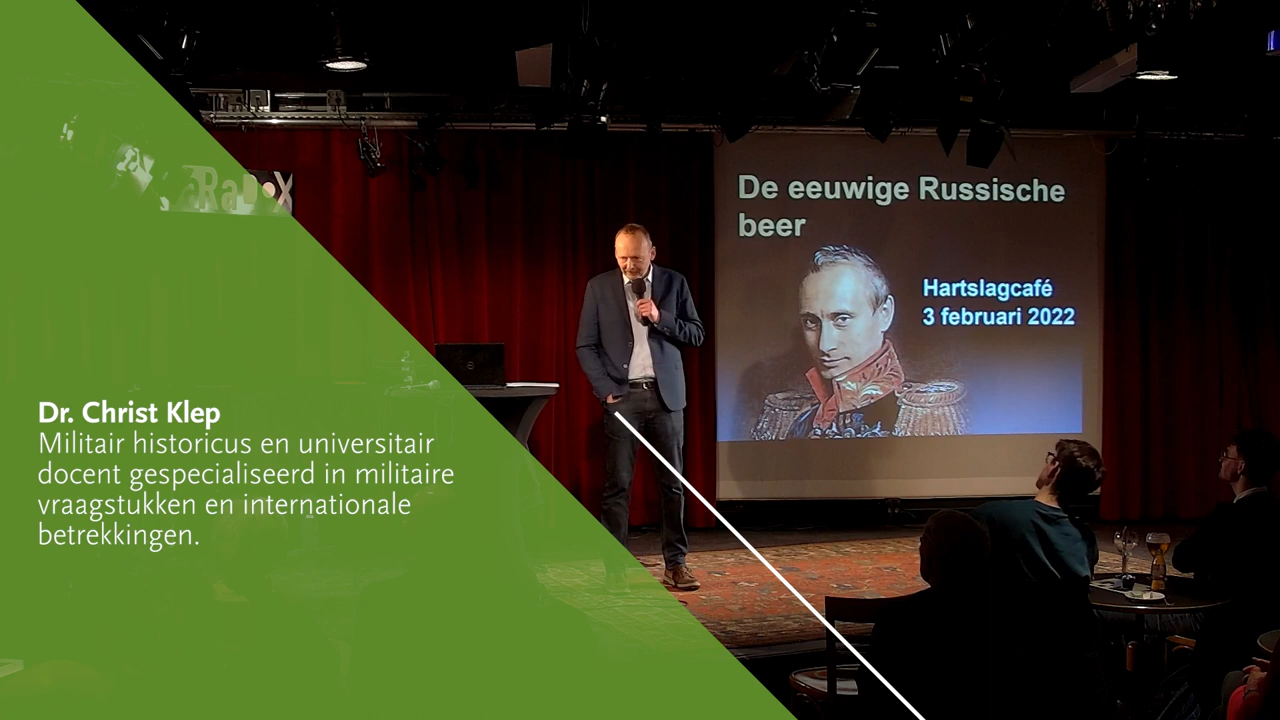 De eeuwige Russische
beer
Hartslagcafé
3 februari 2022
Dr. Christ Klep
Militair historicus en universitair
docent gespecialiseerd in militaire
vraagstukken en internationale
betrekkingen.